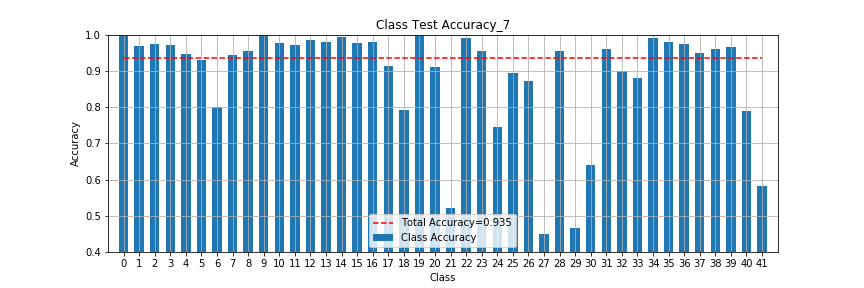 Class Test Accuracy_7
1.0
0.9
0.8
0.7
0.6
0.5
0.4
Accuracy
Total Accuracy=0.935
Class Accuracy
0 1 2 3 4 5 6 7 8 9 10 11 12 13 14 15 16 17 18 19 20 21 22 23 24 25 26 27 28 29 30 31 32 33 34 35 36 37 38 39 40 41
Class